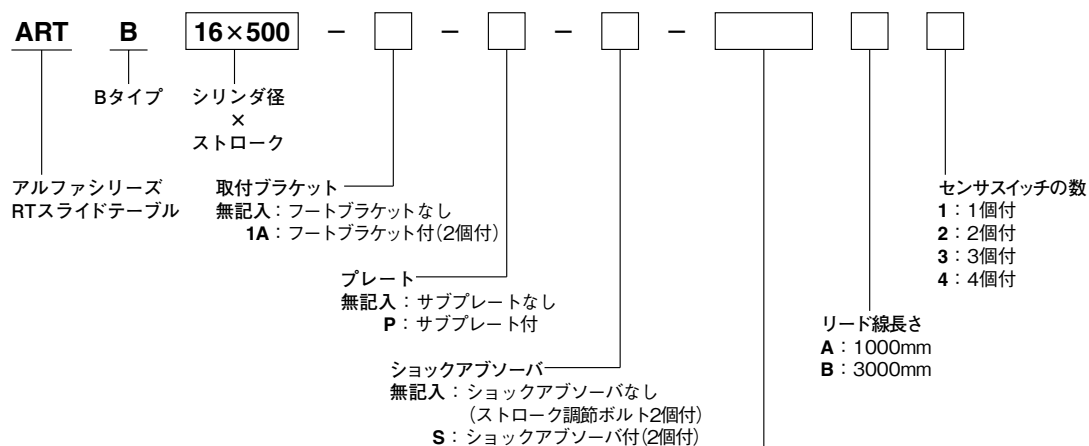 ART B 16×500 − − − −
Bタイプ
シリンダ径
×
ストローク
アルファシリーズ
RTスライドテーブル
取付ブラケット
無記入：フートブラケットなし
1A：フートブラケット付(2個付)
プレート
無記入：サブプレートなし
P：サブプレート付
ショックアブソーバ
無記入：ショックアブソーバなし
(ストローク調節ボルト2個付)
S：ショックアブソーバ付(2個付)
リード線長さ
A：1000mm
B：3000mm
センサスイッチの数
1：1個付
2：2個付
3：3個付
4：4個付